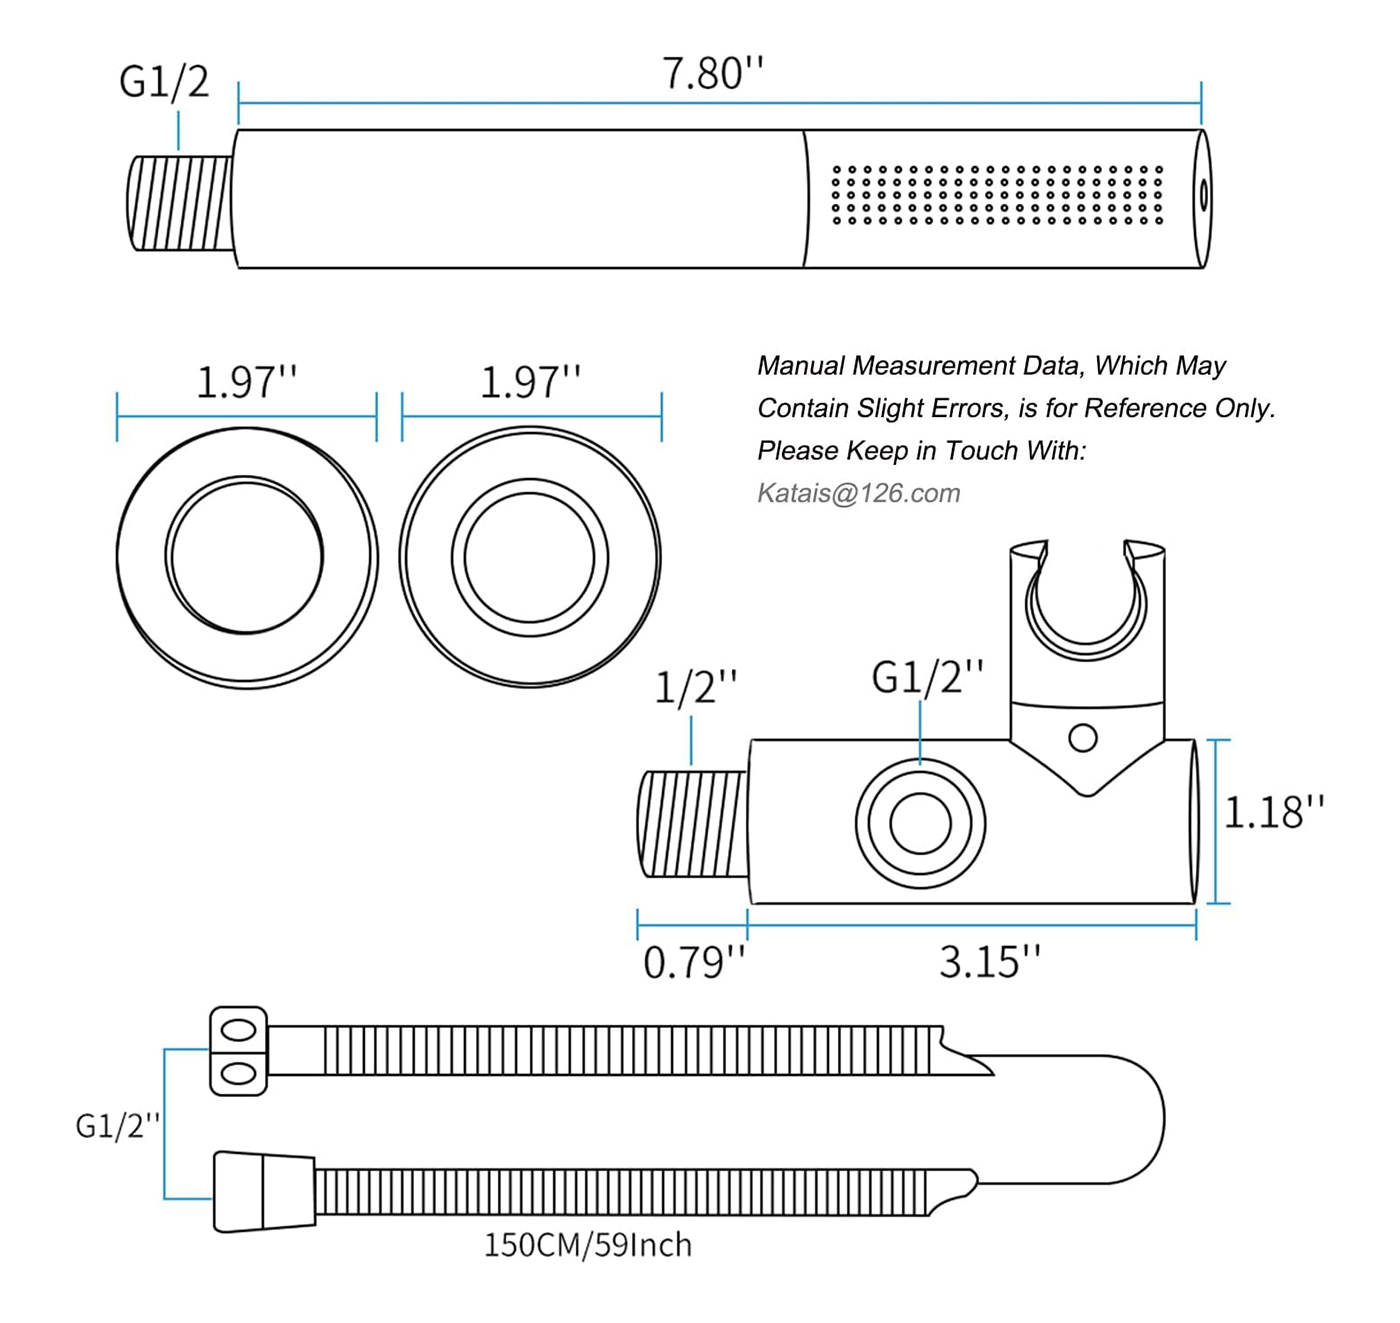 G1/2
7.80''
1.97''
1.97''
Manual Measurement Data, Which May
Contain Slight Errors, is for Reference Only.
Please Keep in Touch With:
Katais@126.com
1/2''
G1/2''
1.18''
0.79''
3.15''
G1/2''
150CM/59Inch